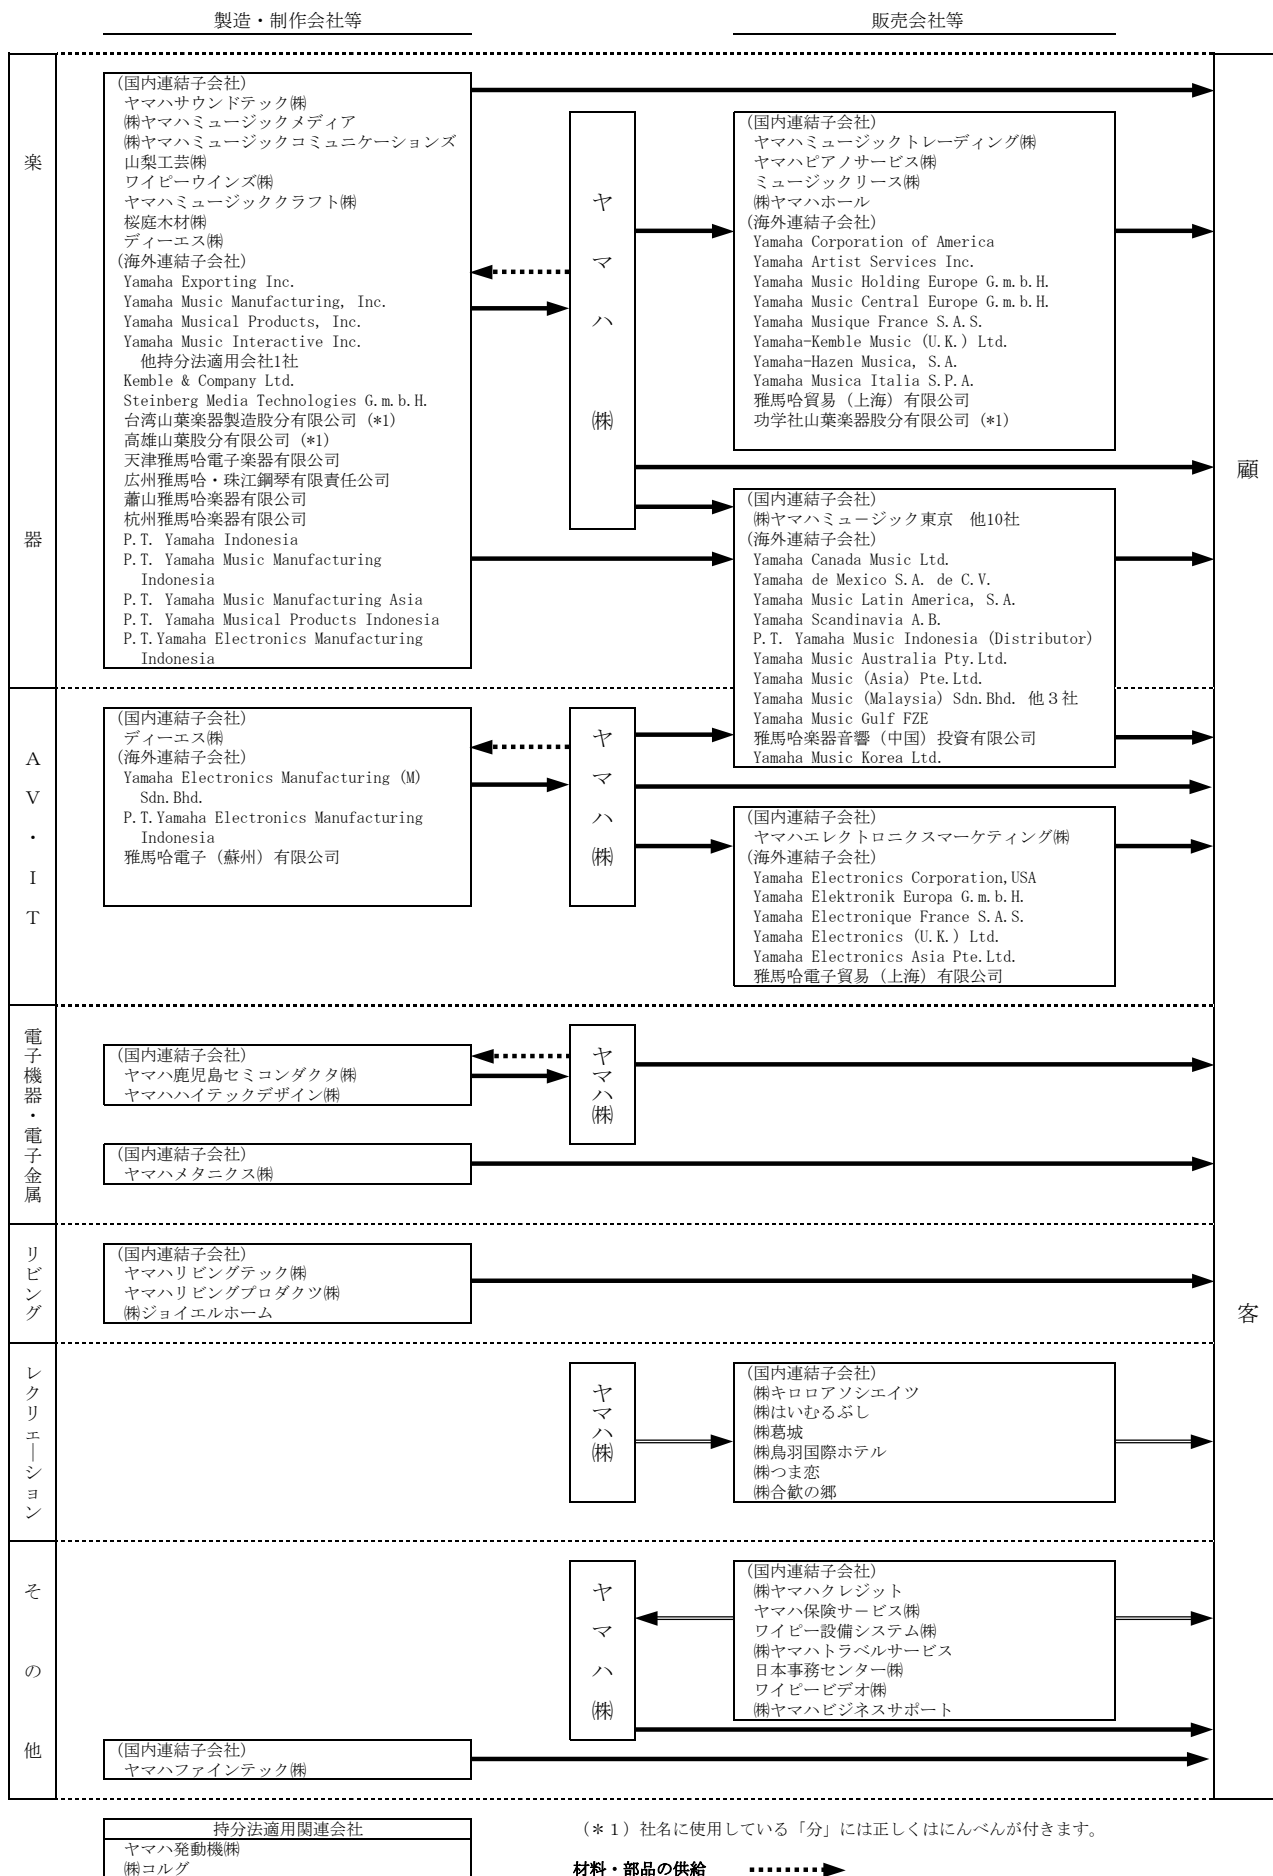 製造・制作会社等
販売会社等
楽器
(国内連結子会社)
ヤマハサウンドテック㈱
㈱ヤマハミュージックメディア
㈱ヤマハミュージックコミュニケーションズ
山梨工芸㈱
ワイピーウインズ㈱
ヤマハミュージッククラフト㈱
桜庭木材㈱
ディーエス㈱
(海外連結子会社)
Yamaha Exporting Inc.
Yamaha Music Manufacturing, Inc.
Yamaha Musical Products, Inc.
Yamaha Music Interactive Inc.
他持分法適用会社1社
Kemble & Company Ltd.
Steinberg Media Technologies G.m.b.H.
台湾山葉楽器製造股分有限公司 (*1)
高雄山葉股分有限公司 (*1)
天津雅馬哈電子楽器有限公司
広州雅馬哈・珠江鋼琴有限責任公司
蕭山雅馬哈楽器有限公司
杭州雅馬哈楽器有限公司
P.T. Yamaha Indonesia
P.T. Yamaha Music Manufacturing
Indonesia
P.T. Yamaha Music Manufacturing Asia
P.T. Yamaha Musical Products Indonesia
P.T.Yamaha Electronics Manufacturing
Indonesia
ヤマハ㈱
(国内連結子会社)
ヤマハミュージックトレーディング㈱
ヤマハピアノサービス㈱
ミュージックリース㈱
㈱ヤマハホール
(海外連結子会社)
Yamaha Corporation of America
Yamaha Artist Services Inc.
Yamaha Music Holding Europe G.m.b.H.
Yamaha Music Central Europe G.m.b.H.
Yamaha Musique France S.A.S.
Yamaha-Kemble Music (U.K.) Ltd.
Yamaha-Hazen Musica, S.A.
Yamaha Musica Italia S.P.A.
雅馬哈貿易（上海）有限公司
功学社山葉楽器股分有限公司 (*1)
(国内連結子会社)
㈱ヤマハミュ－ジック東京　他10社
(海外連結子会社)
Yamaha Canada Music Ltd.
Yamaha de Mexico S.A. de C.V.
Yamaha Music Latin America, S.A.
Yamaha Scandinavia A.B.
P.T. Yamaha Music Indonesia (Distributor)
Yamaha Music Australia Pty.Ltd.
Yamaha Music (Asia) Pte.Ltd.
Yamaha Music (Malaysia) Sdn.Bhd. 他３社
Yamaha Music Gulf FZE
雅馬哈楽器音響（中国）投資有限公司
Yamaha Music Korea Ltd.
顧客
ＡＶ・ＩＴ
(国内連結子会社)
ディーエス㈱
(海外連結子会社)
Yamaha Electronics Manufacturing (M)
Sdn.Bhd.
P.T.Yamaha Electronics Manufacturing
Indonesia
雅馬哈電子（蘇州）有限公司
ヤマハ㈱
(国内連結子会社)
ヤマハエレクトロニクスマーケティング㈱
(海外連結子会社)
Yamaha Electronics Corporation,USA
Yamaha Elektronik Europa G.m.b.H.
Yamaha Electronique France S.A.S.
Yamaha Electronics (U.K.) Ltd.
Yamaha Electronics Asia Pte.Ltd.
雅馬哈電子貿易（上海）有限公司
電子機器・電子金属
(国内連結子会社)
ヤマハ鹿児島セミコンダクタ㈱
ヤマハハイテックデザイン㈱
ヤマハ㈱
(国内連結子会社)
ヤマハメタニクス㈱
リビング
(国内連結子会社)
ヤマハリビングテック㈱
ヤマハリビングプロダクツ㈱
㈱ジョイエルホーム
レクリエーション
ヤマハ㈱
(国内連結子会社)
㈱キロロアソシエイツ
㈱はいむるぶし
㈱葛城
㈱鳥羽国際ホテル
㈱つま恋
㈱合歓の郷
その他
ヤマハ㈱
(国内連結子会社)
㈱ヤマハクレジット
ヤマハ保険サ－ビス㈱
ワイピー設備システム㈱
㈱ヤマハトラベルサービス
日本事務センター㈱
ワイピービデオ㈱
㈱ヤマハビジネスサポート
(国内連結子会社)
ヤマハファインテック㈱
持分法適用関連会社
ヤマハ発動機㈱
㈱コルグ
（＊１）社名に使用している「分」には正しくはにんべんが付きます。
材料・部品の供給